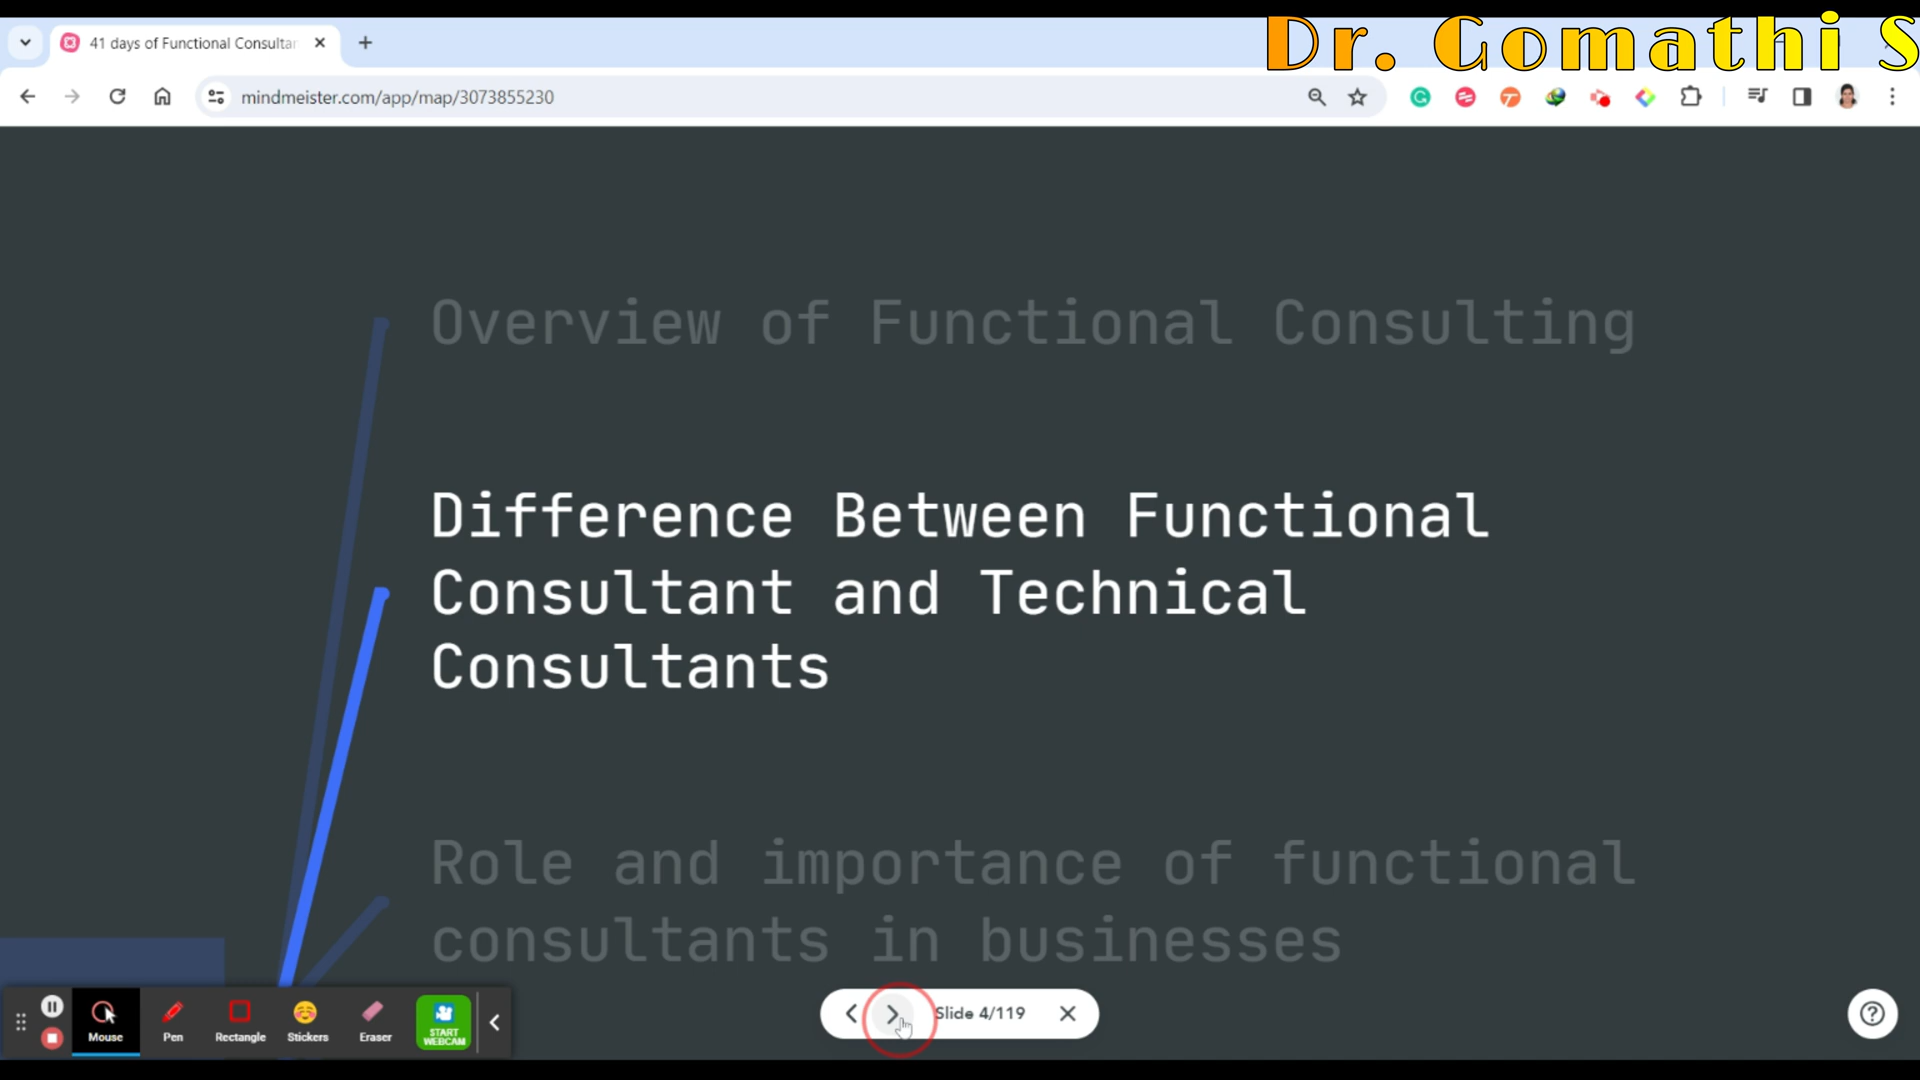 41 days of Functional Consultan
Dr. Gomathi S
mindmeister.com/app/map/3073855230
Overview of Functional Consulting
Difference Between Functional
Consultant and Technical
Consultants
Role and importance of functional
consultants in businesses
Mouse
Pen
Rectangle
Stickers
Eraser
START
WEBCAM
Slide 4/119